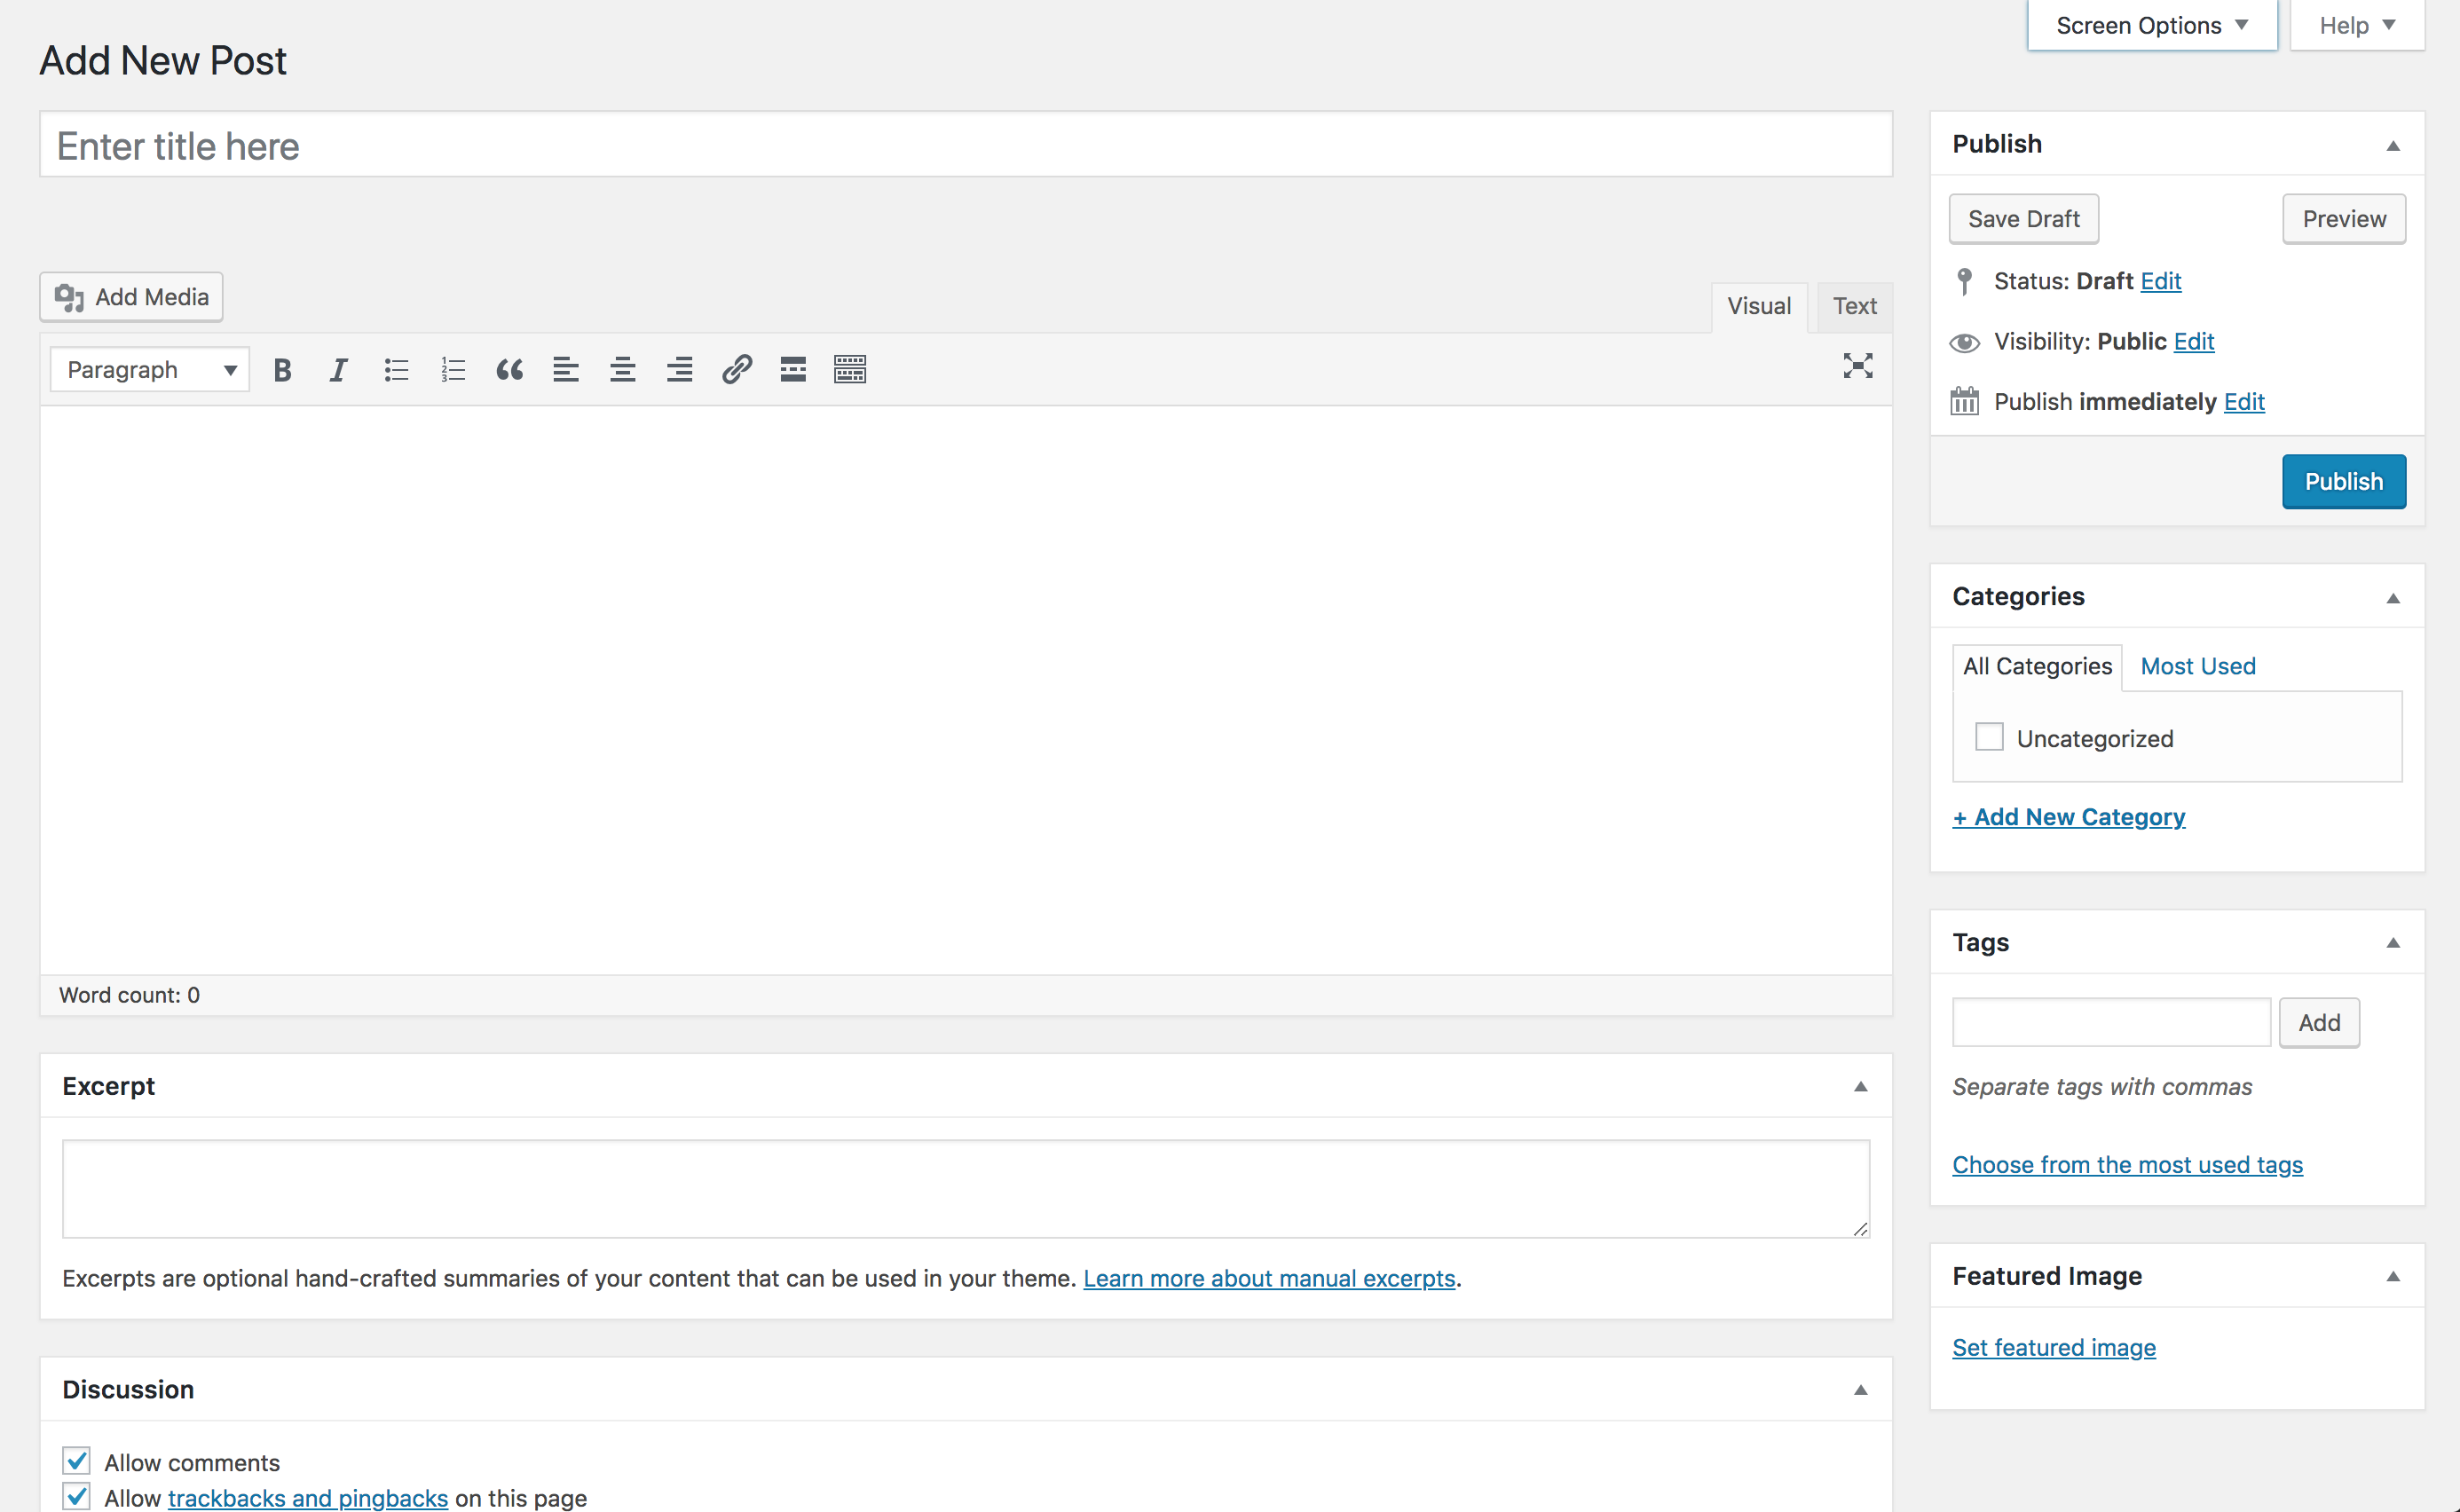 Screen Options
Help
Add New Post
Enter title here
Add Media
Visual
Text
Paragraph
Word count: 0
Excerpt
Excerpts are optional hand-crafted summaries of your content that can be used in your theme. Learn more about manual excerpts.
Discussion
Allow comments
Allow trackbacks and pingbacks on this page
Publish
Save Draft
Preview
Status: Draft Edit
Visibility: Public Edit
Publish immediately Edit
Publish
Categories
All Categories
Most Used
Uncategorized
+ Add New Category
Tags
Add
Separate tags with commas
Choose from the most used tags
Featured Image
Set featured image